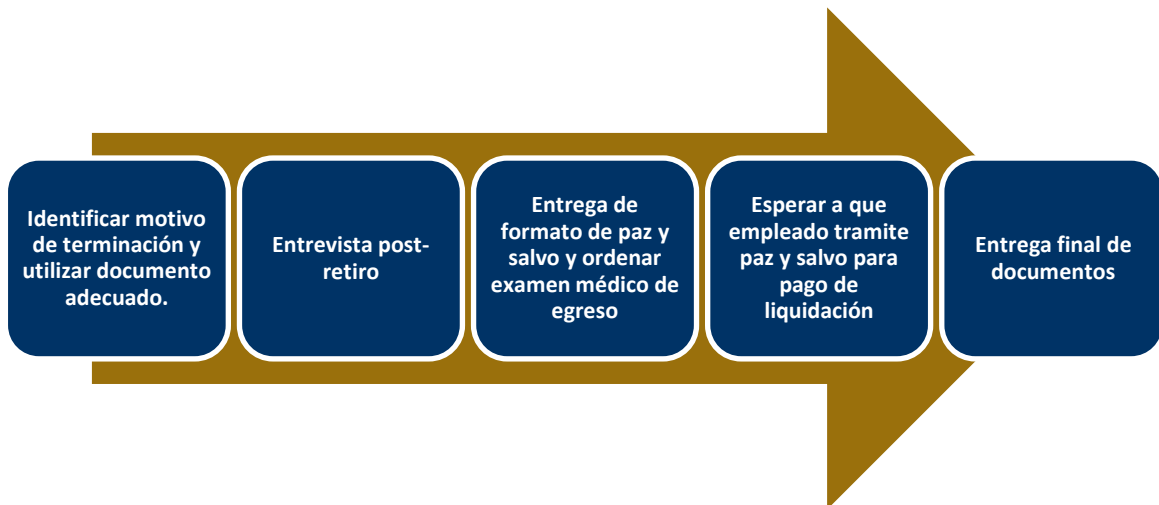 Identificar motivo
de terminación y
utilizar documento
adecuado.
Entrevista post-
retiro
Entrega de
formato de paz y
salvo y ordenar
examen médico de
egreso
Esperar a que
empleado tramite
paz y salvo para
pago de
liquidación
Entrega final de
documentos